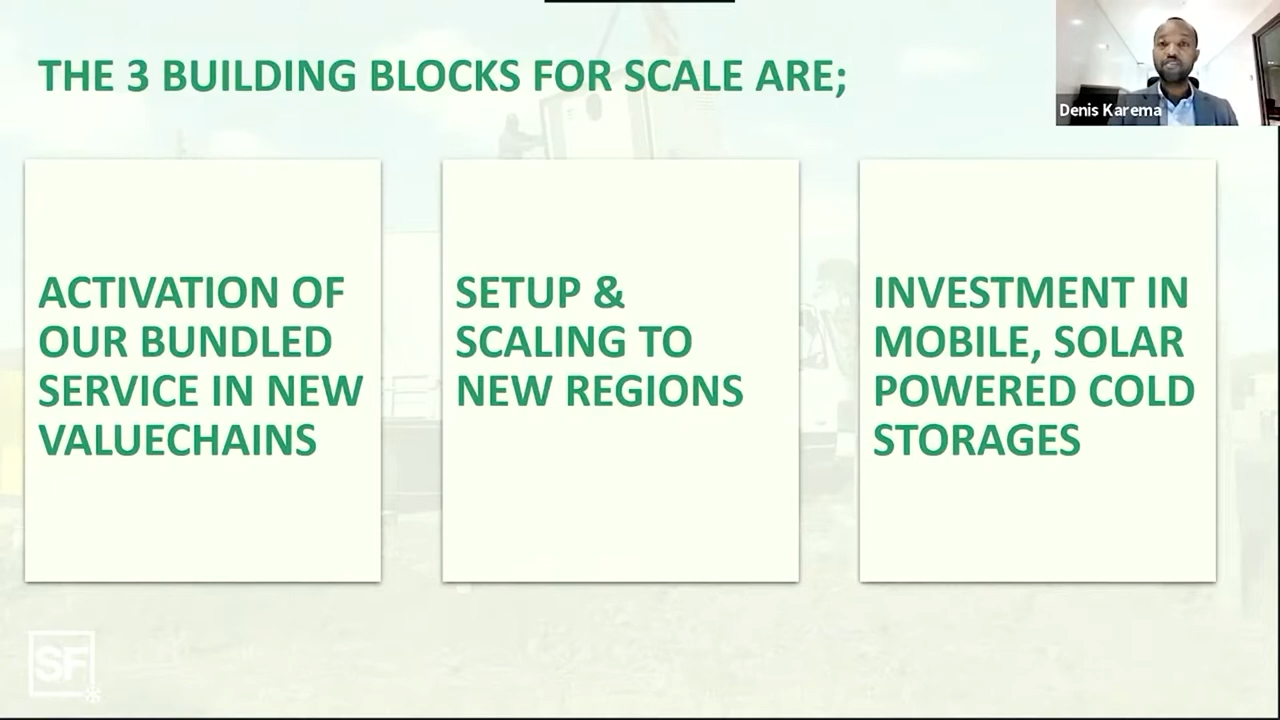 THE 3 BUILDING BLOCKS FOR SCALE ARE;
Denis Karema
ACTIVATION OF
OUR BUNDLED
SERVICE IN NEW
VALUECHAINS
SETUP &
SCALING TO
NEW REGIONS
INVESTMENT IN
MOBILE, SOLAR
POWERED COLD
STORAGES
SF